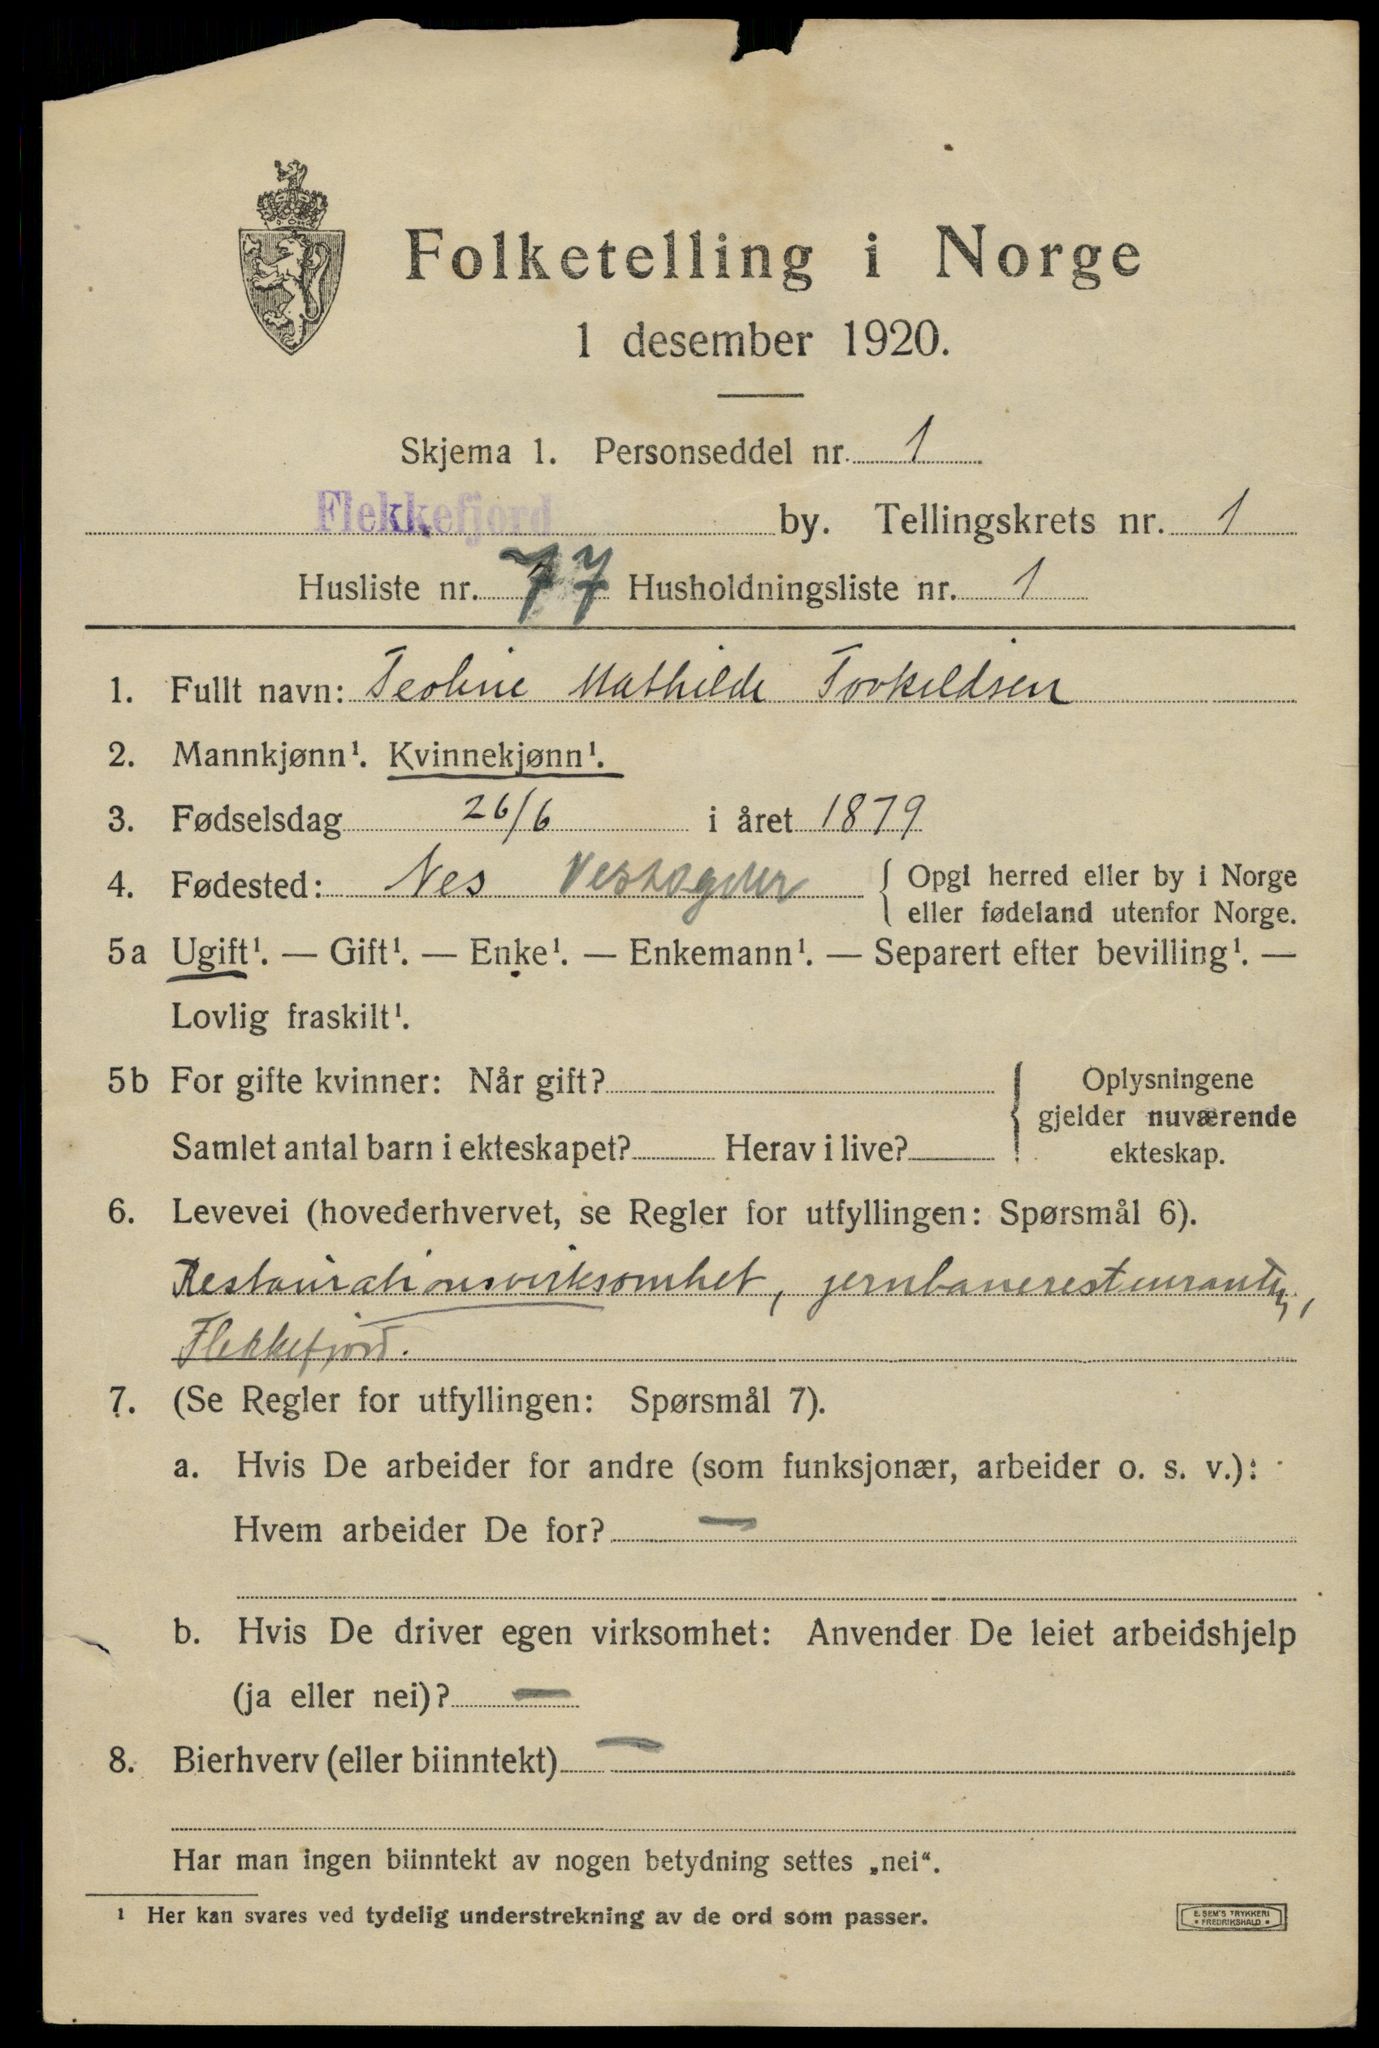 Folketelling i Norge
1 desember 1920.
Skjema 1. Personseddel nr. 1
Flekkefjord by. Tellingskrets nr. 1
Husliste nr. 77 Husholdningsliste nr. 1
1. Fullt navn: Teoline Mathilde Torkeldsen
2. Mannkjønn¹. Kvinnekjønn¹.
3. Fødselsdag 26/6 i året 1879
4. Fødested: Nes Vestagder { Opgi herred eller by i Norge
eller fødeland utenfor Norge.
5a Ugift¹. — Gift¹. — Enke¹. — Enkemann¹. — Separert efter bevilling¹. —
Lovlig fraskilt¹.
5b For gifte kvinner: Når gift? { Oplysningene
gjelder nuværende
Samlet antal barn i ekteskapet? Herav i live? ekteskap.
6. Levevei (hovederhvervet, se Regler for utfyllingen: Spørsmål 6).
Restaurationsvirksomhet, jernbanerestauranten,
Flekkefjord.
7. (Se Regler for utfyllingen: Spørsmål 7).
a. Hvis De arbeider for andre (som funksjonær, arbeider o. s. v.):
Hvem arbeider De for? —
b. Hvis De driver egen virksomhet: Anvender De leiet arbeidshjelp
(ja eller nei)? —
8. Bierhverv (eller biinntekt) —
Har man ingen biinntekt av nogen betydning settes „nei“.
¹ Her kan svares ved tydelig understrekning av de ord som passer.
E. SEM'S TRYKKERI
* FREDRIKSHALD *